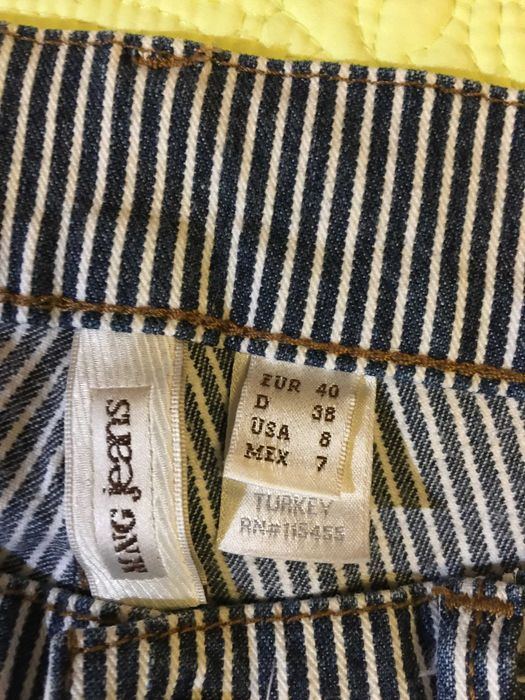 MNG jeans
EUR 40
D 38
USA 8
MEX 7
TURKEY
RN#115455